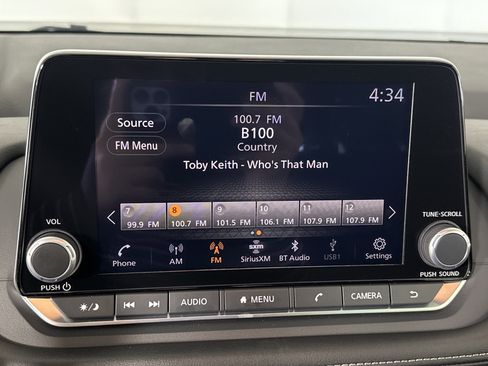 FM 4:34
Source
100.7 FM
B100
FM Menu
Country
Toby Keith - Who's That Man
7 8 9 10 11 12
99.9 FM 100.7 FM 101.5 FM 106.1 FM 107.9 FM 107.9 FM
VOL
TUNE·SCROLL
Phone AM FM SiriusXM BT Audio USB1 Settings
sxm
PUSH
PUSH SOUND
AUDIO MENU CAMERA